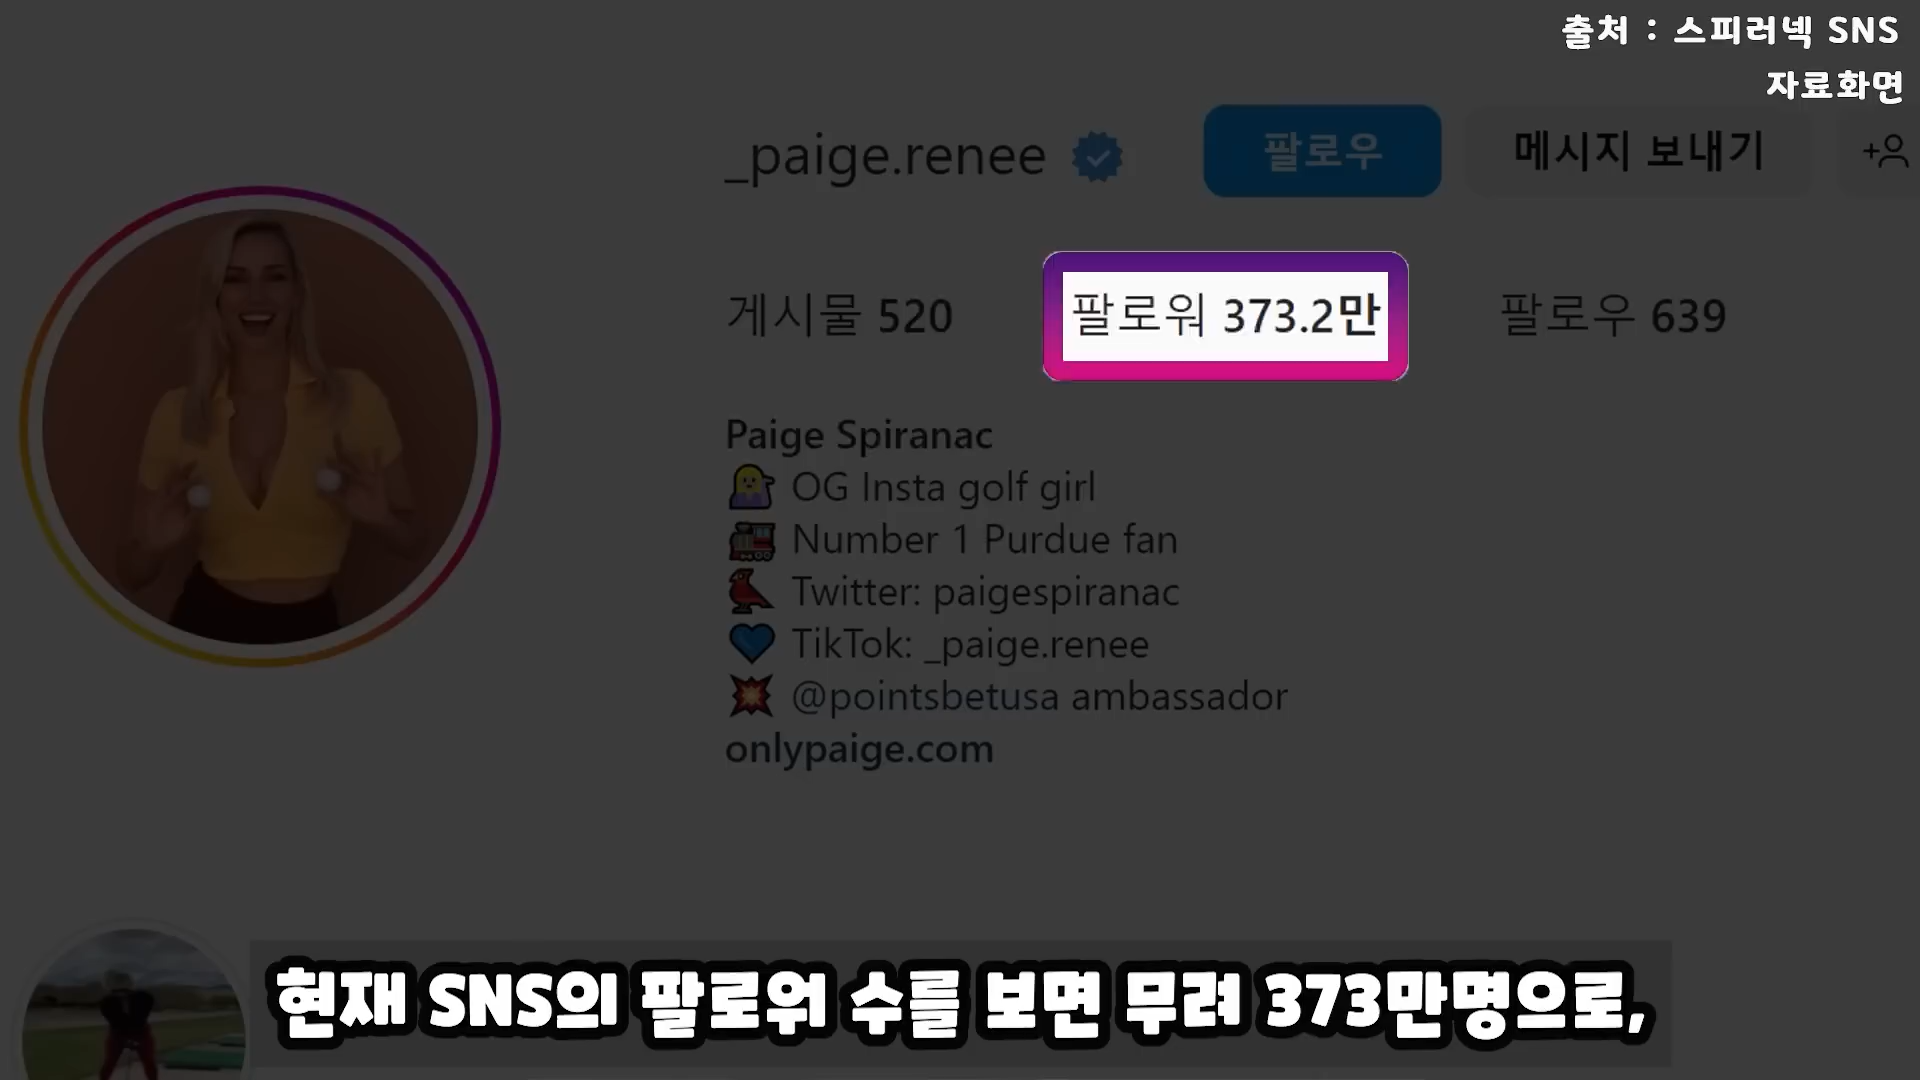 출처 : 스피러넥 SNS
자료화면
_paige.renee 팔로우 메시지 보내기
게시물 520 팔로워 373.2만 팔로우 639
Paige Spiranac
OG Insta golf girl
Number 1 Purdue fan
Twitter: paigespiranac
TikTok: _paige.renee
@pointsbetusa ambassador
onlypaige.com
현재 SNS의 팔로워 수를 보면 무려 373만명으로,